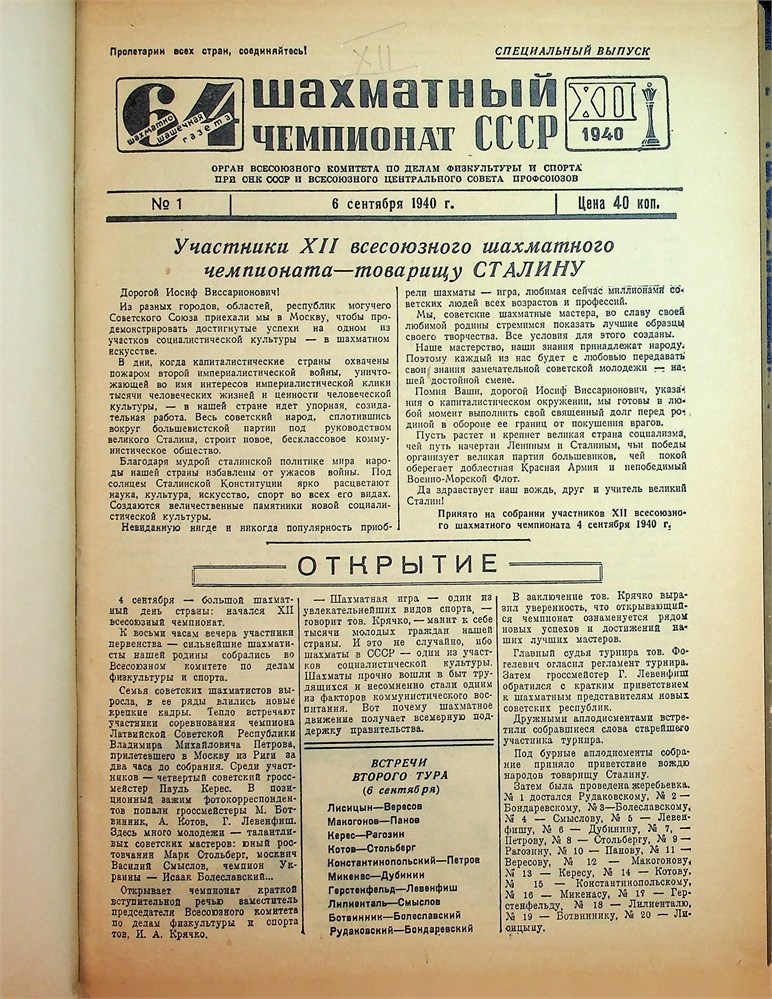 Пролетарии всех стран, соединяйтесь!
XII
СПЕЦИАЛЬНЫЙ ВЫПУСК
64
шахматно-
шашечная
газета
ШАХМАТНЫЙ
ЧЕМПИОНАТ СССР
XII
1940
ОРГАН ВСЕСОЮЗНОГО КОМИТЕТА ПО ДЕЛАМ ФИЗКУЛЬТУРЫ И СПОРТА
ПРИ СНК СССР И ВСЕСОЮЗНОГО ЦЕНТРАЛЬНОГО СОВЕТА ПРОФСОЮЗОВ
№ 1
6 сентября 1940 г.
Цена 40 коп.
Участники XII всесоюзного шахматного
чемпионата—товарищу СТАЛИНУ
Дорогой Иосиф Виссарионович!
Из разных городов, областей, республик могучего
Советского Союза приехали мы в Москву, чтобы про-
демонстрировать достигнутые успехи на одном из
участков социалистической культуры — в шахматном
искусстве.
В дни, когда капиталистические страны охвачены
пожаром второй империалистической войны, уничто-
жающей во имя интересов империалистической клики
тысячи человеческих жизней и ценности человеческой
культуры, — в нашей стране идет упорная, созида-
тельная работа. Весь советский народ, сплотившись
вокруг большевистской партии под руководством
великого Сталина, строит новое, бесклассовое комму-
нистическое общество.
Благодаря мудрой сталинской политике мира наро-
ды нашей страны избавлены от ужасов войны. Под
солнцем Сталинской Конституции ярко расцветают
наука, культура, искусство, спорт во всех его видах.
Создаются величественные памятники новой социали-
стической культуры.
Невиданную нигде и никогда популярность приоб-
рели шахматы — игра, любимая сейчас миллионами со-
ветских людей всех возрастов и профессий.
Мы, советские шахматные мастера, во славу своей
любимой родины стремимся показать лучшие образцы
своего творчества. Все условия для этого созданы.
Наше мастерство, наши знания принадлежат народу.
Поэтому каждый из нас будет с любовью передавать
свои знания замечательной советской молодежи — на-
шей достойной смене.
Помня Ваши, дорогой Иосиф Виссарионович, указа-
ния о капиталистическом окружении, мы готовы в лю-
бой момент выполнить свой священный долг перед ро-
диной в обороне ее границ от покушения врагов.
Пусть растет и крепнет великая страна социализма,
чей путь начертан Лениным и Сталиным, чьи победы
организует великая партия большевиков, чей покой
оберегает доблестная Красная Армия и непобедимый
Военно-Морской Флот.
Да здравствует наш вождь, друг и учитель великий
Сталин!
Принято на собрании участников XII всесоюзно-
го шахматного чемпионата 4 сентября 1940 г.
ОТКРЫТИЕ
4 сентября — большой шахмат-
ный день страны: начался XII
всесоюзный чемпионат.
К восьми часам вечера участники
первенства — сильнейшие шахмати-
сты нашей родины собрались во
Всесоюзном комитете по делам
физкультуры и спорта.
Семья советских шахматистов вы-
росла, в ее ряды влились новые
крепкие кадры. Тепло встречают
участники соревнования чемпиона
Латвийской Советской Республики
Владимира Михайловича Петрова,
прилетевшего в Москву из Риги за
два часа до собрания. Среди участ-
ников — четвертый советский гросс-
мейстер Пауль Керес. В пози-
ционный зажим фотокорреспонден-
тов попали гроссмейстеры М. Бот-
винник, А. Котов, Г. Левенфиш.
Здесь много молодежи — талантли-
вых советских мастеров: юный рос-
товчанин Марк Стольберг, москвич
Василий Смыслов, чемпион Ук-
раины — Исаак Болеславский...
Открывает чемпионат краткой
вступительной речью заместитель
председателя Всесоюзного комитета
по делам физкультуры и спорта
тов. И. А. Крячко.
— Шахматная игра — один из
увлекательнейших видов спорта, —
говорит тов. Крячко, — манит к себе
тысячи молодых граждан нашей
страны. И это не случайно, ибо
шахматы в СССР — один из участ-
ков социалистической культуры.
Шахматы прочно вошли в быт тру-
дящихся и несомненно стали одним
из факторов коммунистического вос-
питания. Вот почему шахматное
движение получает всемерную под-
держку правительства.
ВСТРЕЧИ
ВТОРОГО ТУРА
(6 сентября)
Лисицын—Вересов
Макогонов—Панов
Керес—Рагозин
Котов—Стольберг
Константинопольский—Петров
Микенас—Дубинин
Герстенфельд—Левенфиш
Лилиенталь—Смыслов
Ботвинник—Болеславский
Рудаковский—Бондаревский
В заключение тов. Крячко выра-
зил уверенность, что открывающий-
ся чемпионат ознаменуется рядом
новых успехов и достижений на-
ших лучших мастеров.
Главный судья турнира тов. Фо-
гелевич огласил регламент турнира.
Затем гроссмейстер Г. Левенфиш
обратился с кратким приветствием
к шахматным представителям новых
советских республик.
Дружными аплодисментами встре-
тили собравшиеся слова старейшего
участника турнира.
Под бурные аплодисменты собра-
ние приняло приветствие вождю
народов товарищу Сталину.
Затем была проведена жеребьевка.
№ 1 достался Рудаковскому, № 2 —
Бондаревскому, № 3—Болеславскому,
№ 4 — Смыслову, № 5 — Левен-
фишу, № 6 — Дубинину, № 7, —
Петрову, № 8 — Стольбергу, № 9 —
Рагозину, № 10 — Панову, № 11 —
Вересову, № 12 — Макогонову,
№ 13 — Кересу, № 14 — Котову,
№ 15 — Константинопольскому,
№ 16 — Микенасу, № 17 — Гер-
стенфельду, № 18 — Лилиенталю,
№ 19 — Ботвиннику, № 20 — Ли-
сицыну.